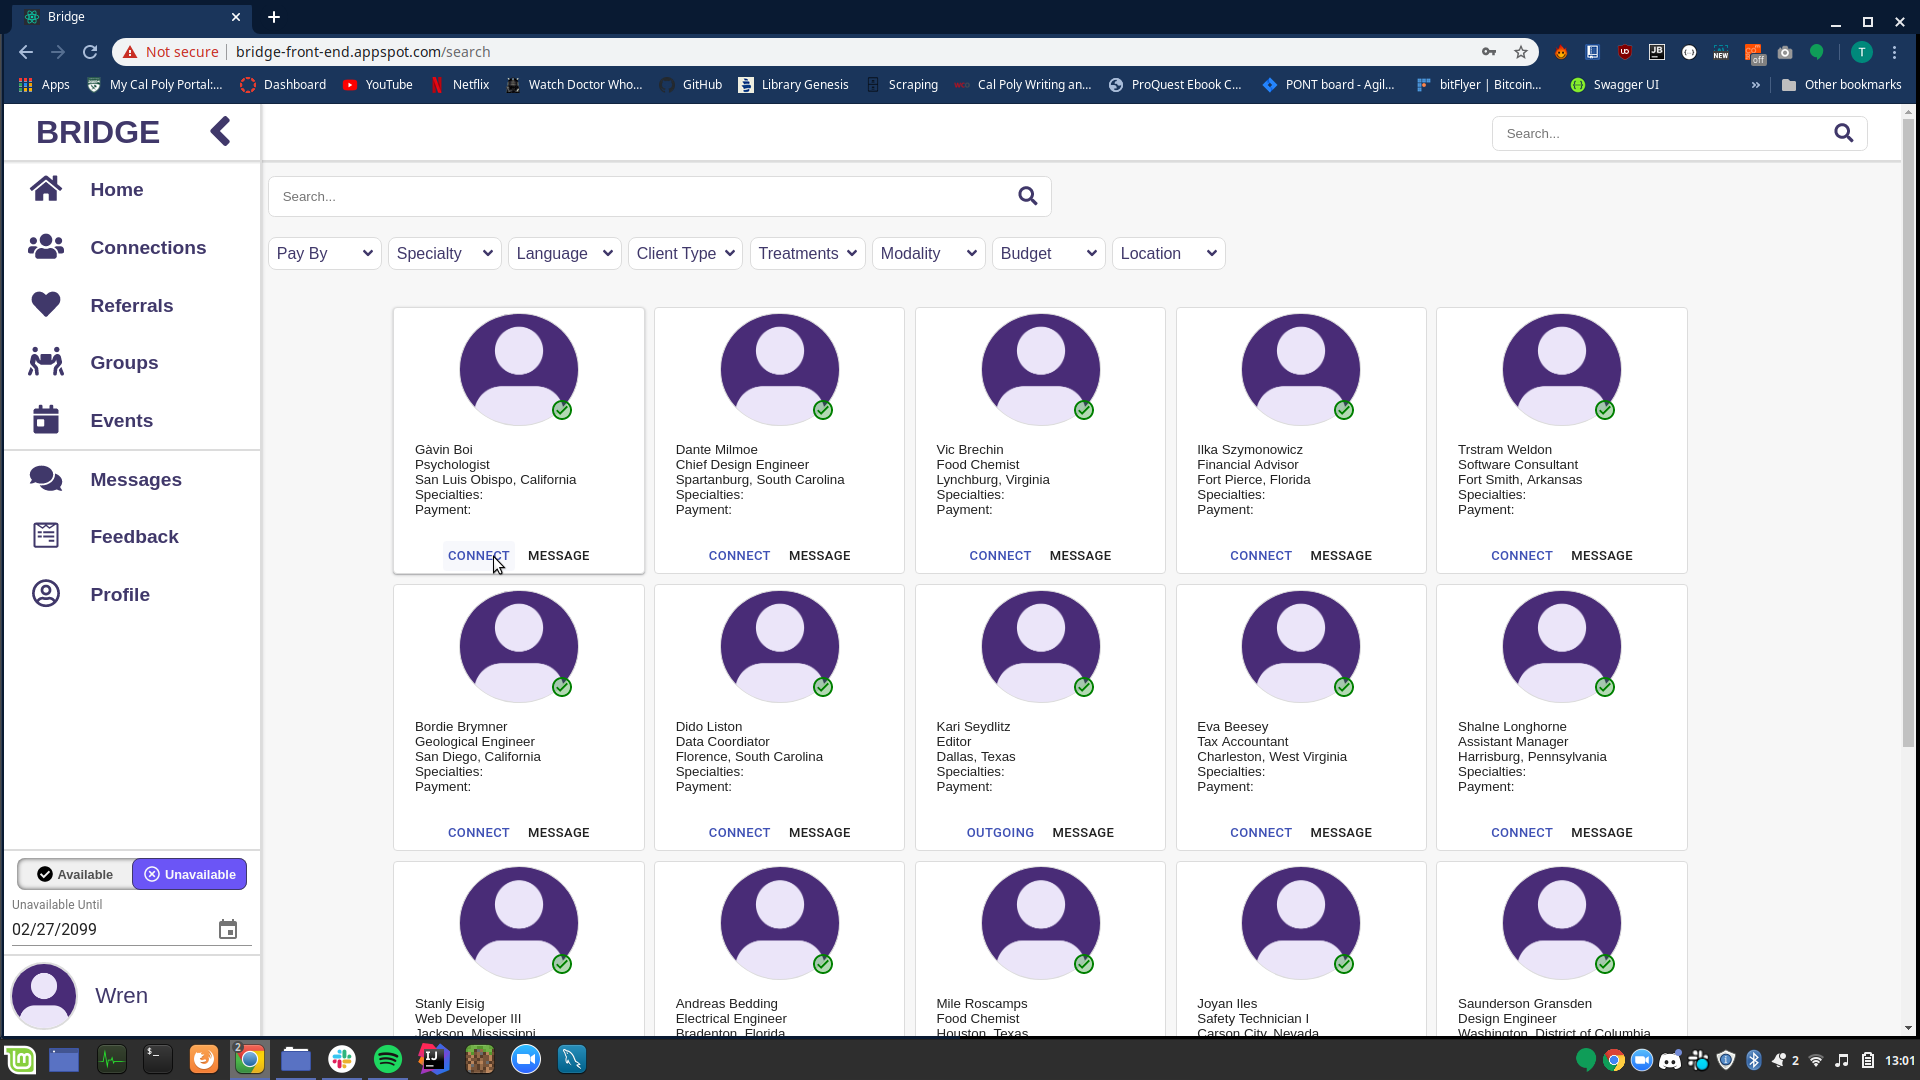 Bridge
Not secure bridge-front-end.appspot.com/search
Apps My Cal Poly Portal:... Dashboard YouTube Netflix Watch Doctor Who... GitHub Library Genesis Scraping Cal Poly Writing an... ProQuest Ebook C... PONT board - Agil... bitFlyer | Bitcoin... Swagger UI » Other bookmarks
BRIDGE
Search...
Home
Connections
Referrals
Groups
Events
Messages
Feedback
Profile
Available Unavailable
Unavailable Until
02/27/2099
Wren
Search...
Pay By Specialty Language Client Type Treatments Modality Budget Location
Gàvin Boi
Psychologist
San Luis Obispo, California
Specialties:
Payment:
CONNECT MESSAGE
Dante Milmoe
Chief Design Engineer
Spartanburg, South Carolina
Specialties:
Payment:
CONNECT MESSAGE
Vic Brechin
Food Chemist
Lynchburg, Virginia
Specialties:
Payment:
CONNECT MESSAGE
Ilka Szymonowicz
Financial Advisor
Fort Pierce, Florida
Specialties:
Payment:
CONNECT MESSAGE
Trstram Weldon
Software Consultant
Fort Smith, Arkansas
Specialties:
Payment:
CONNECT MESSAGE
Bordie Brymner
Geological Engineer
San Diego, California
Specialties:
Payment:
CONNECT MESSAGE
Dido Liston
Data Coordiator
Florence, South Carolina
Specialties:
Payment:
CONNECT MESSAGE
Kari Seydlitz
Editor
Dallas, Texas
Specialties:
Payment:
OUTGOING MESSAGE
Eva Beesey
Tax Accountant
Charleston, West Virginia
Specialties:
Payment:
CONNECT MESSAGE
Shalne Longhorne
Assistant Manager
Harrisburg, Pennsylvania
Specialties:
Payment:
CONNECT MESSAGE
Stanly Eisig
Web Developer III
Jackson, Mississippi
Andreas Bedding
Electrical Engineer
Bradenton, Florida
Mile Roscamps
Food Chemist
Houston, Texas
Joyan Iles
Safety Technician I
Carson City, Nevada
Saunderson Gransden
Design Engineer
Washington, District of Columbia
JB
NEW
off
T
2
IJ
2
13:01